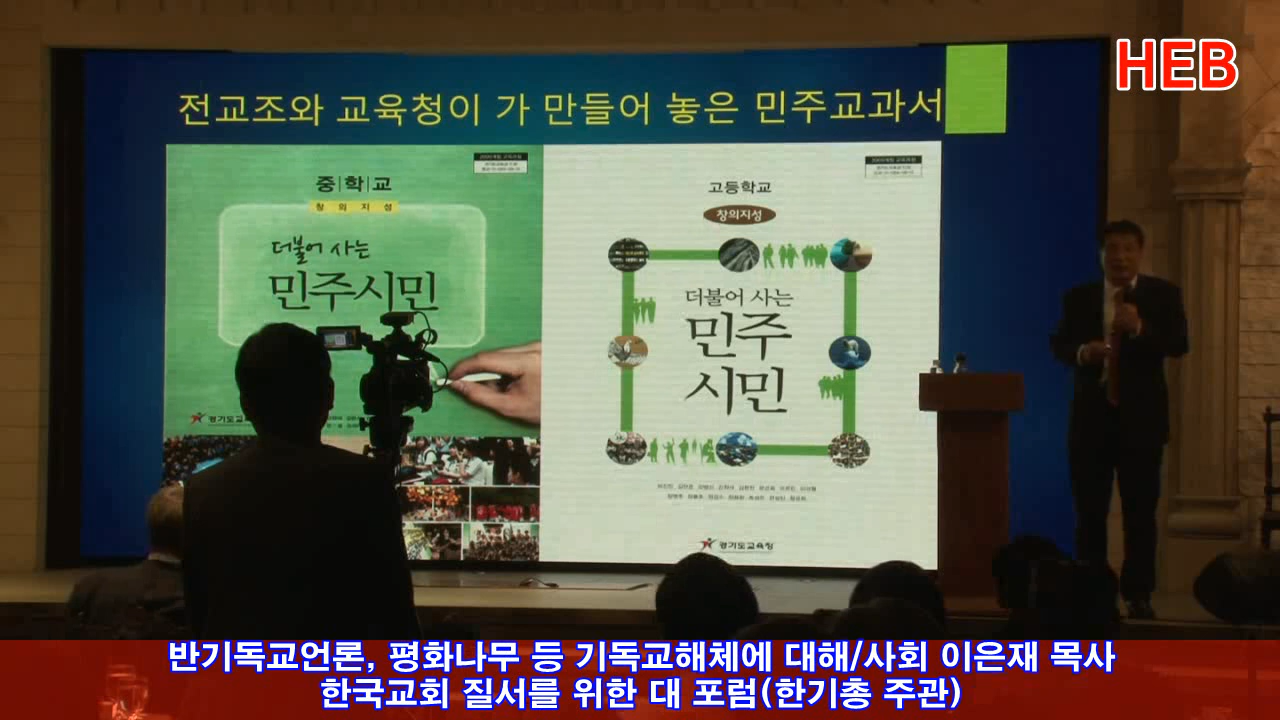 HEB
전교조와 교육청이 가 만들어 놓은 민주교과서
중|학|교
창의지성
더불어 사는
민주시민
경기도교육
고등학교
창의지성
더불어 사는
민주
시민
경기도교육청
반기독교언론, 평화나무 등 기독교해체에 대해/사회 이은재 목사
한국교회 질서를 위한 대 포럼(한기총 주관)